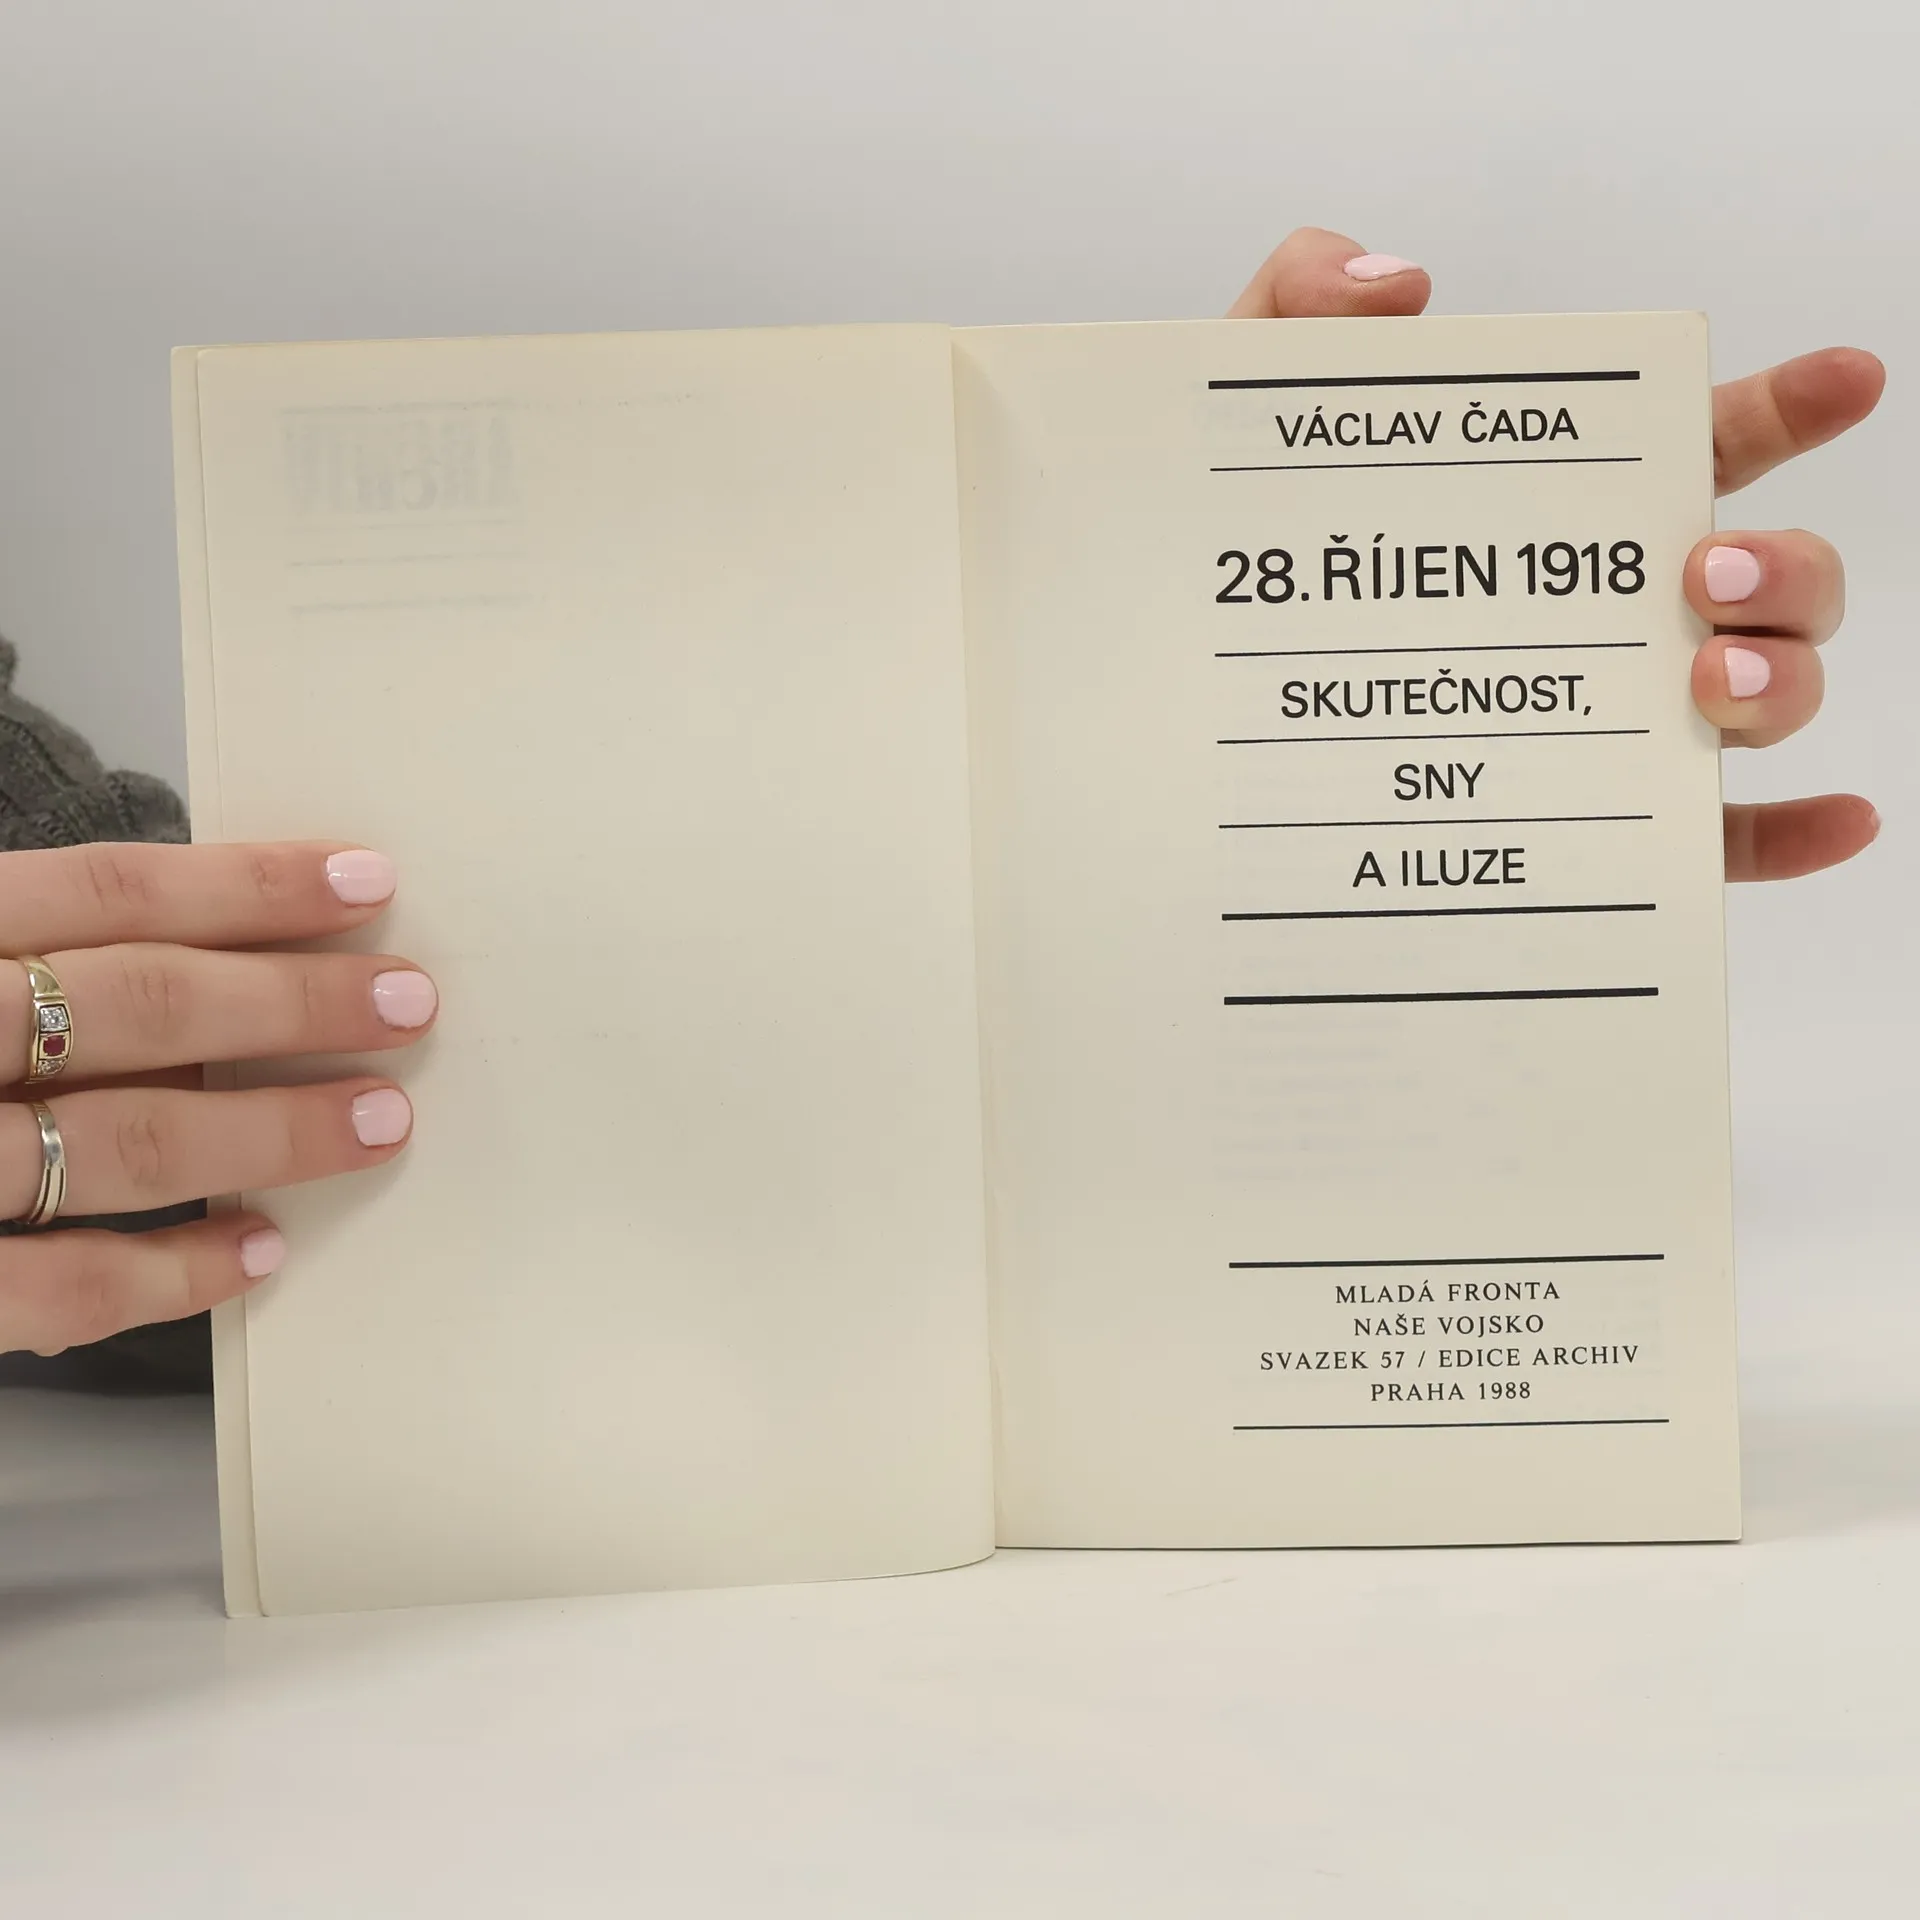 VÁCLAV ČADA
28. ŘÍJEN 1918
SKUTEČNOST,
SNY
A ILUZE
MLADÁ FRONTA
NAŠE VOJSKO
SVAZEK 57 / EDICE ARCHIV
PRAHA 1988